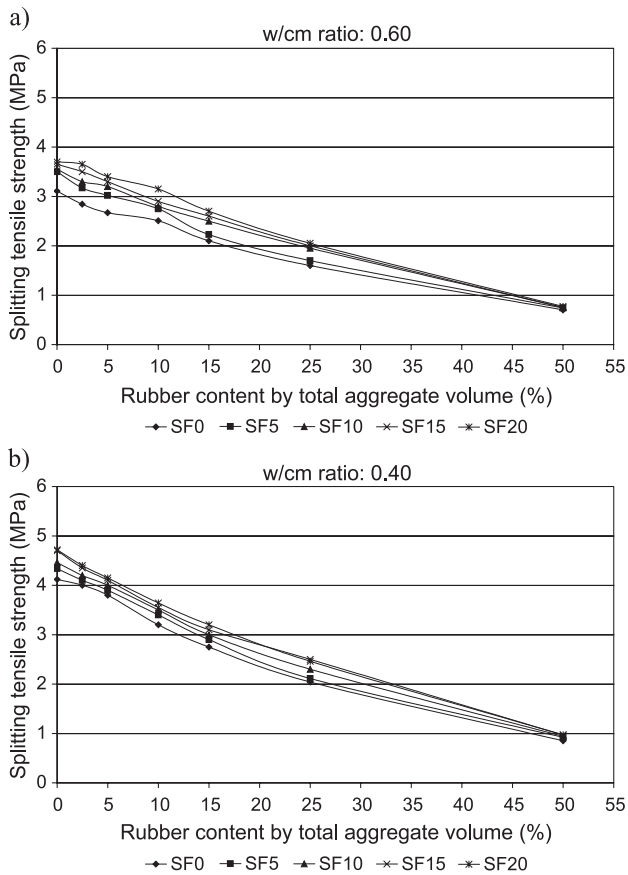 a)
w/cm ratio: 0.60
Splitting tensile strength (MPa)
6
5
4
3
2
1
0
0 5 10 15 20 25 30 35 40 45 50 55
Rubber content by total aggregate volume (%)
SF0 SF5 SF10 SF15 SF20
b)
w/cm ratio: 0.40
Splitting tensile strength (MPa)
6
5
4
3
2
1
0
0 5 10 15 20 25 30 35 40 45 50 55
Rubber content by total aggregate volume (%)
SF0 SF5 SF10 SF15 SF20